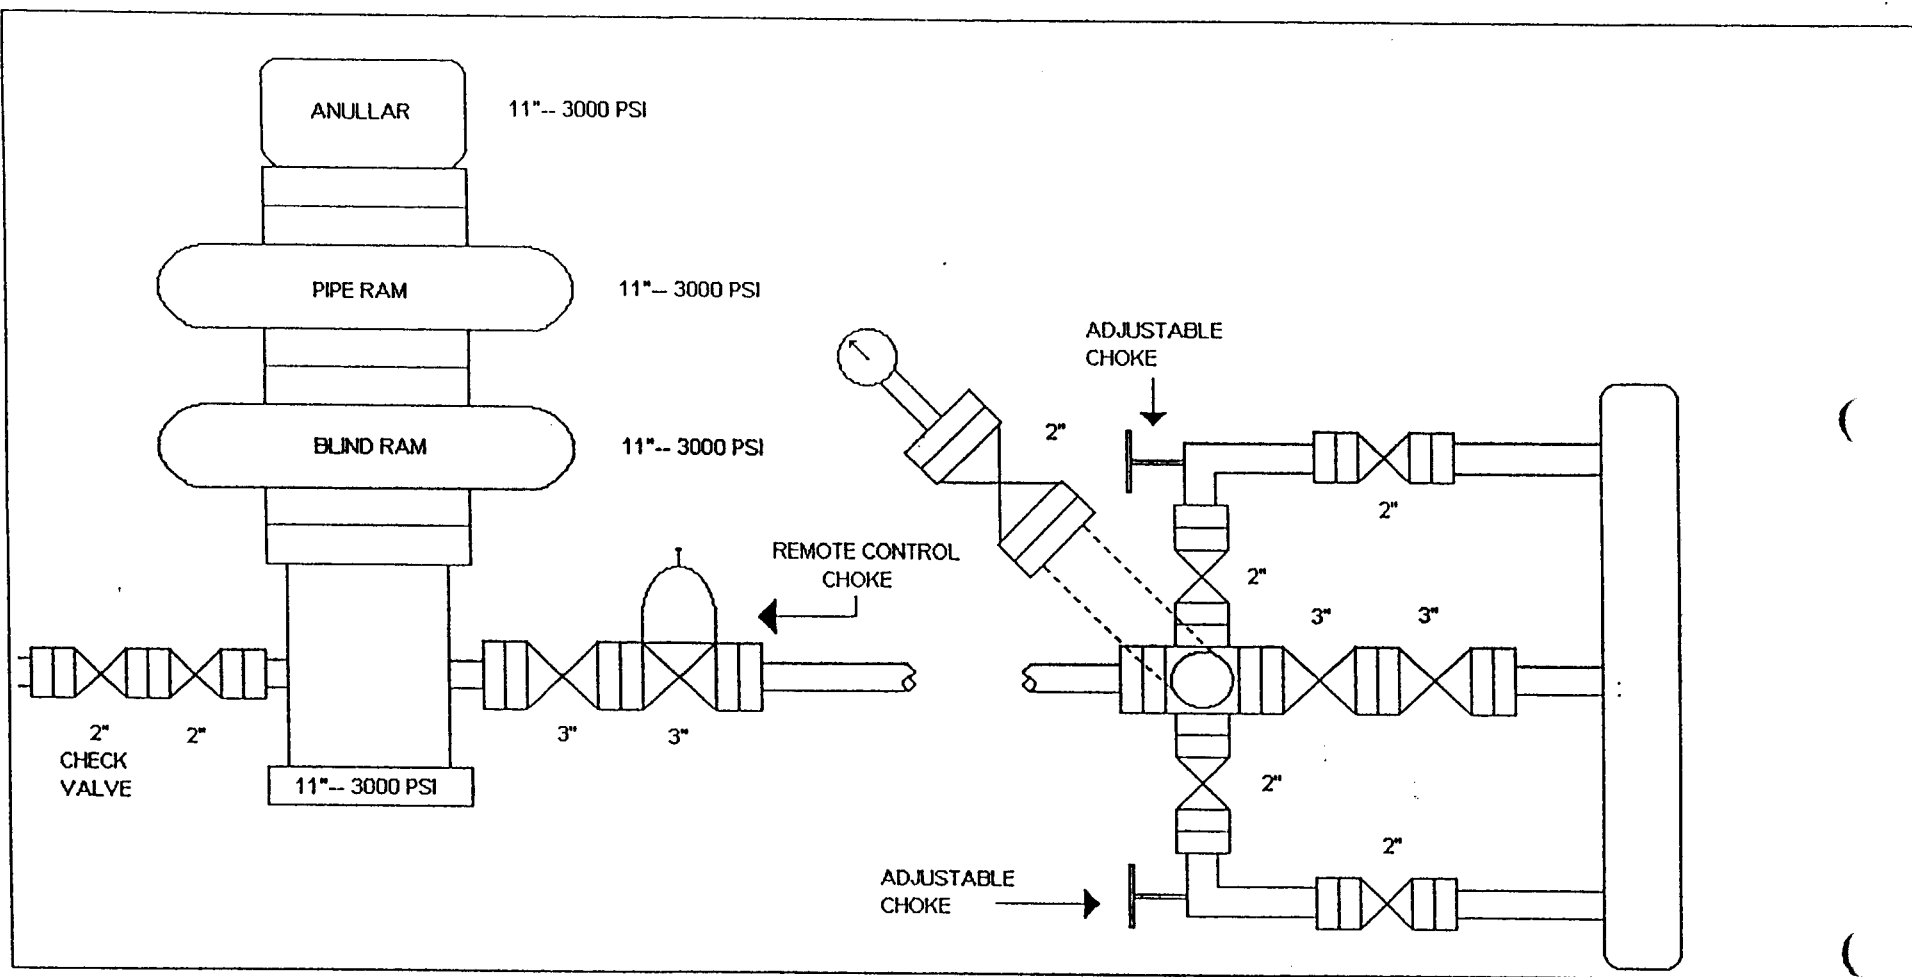 ANULLAR
11"-- 3000 PSI
PIPE RAM
11"-- 3000 PSI
BLIND RAM
11"-- 3000 PSI
REMOTE CONTROL
CHOKE
2"
CHECK
VALVE
2"
11"-- 3000 PSI
3"
3"
ADJUSTABLE
CHOKE
2"
2"
2"
3"
3"
2"
2"
ADJUSTABLE
CHOKE